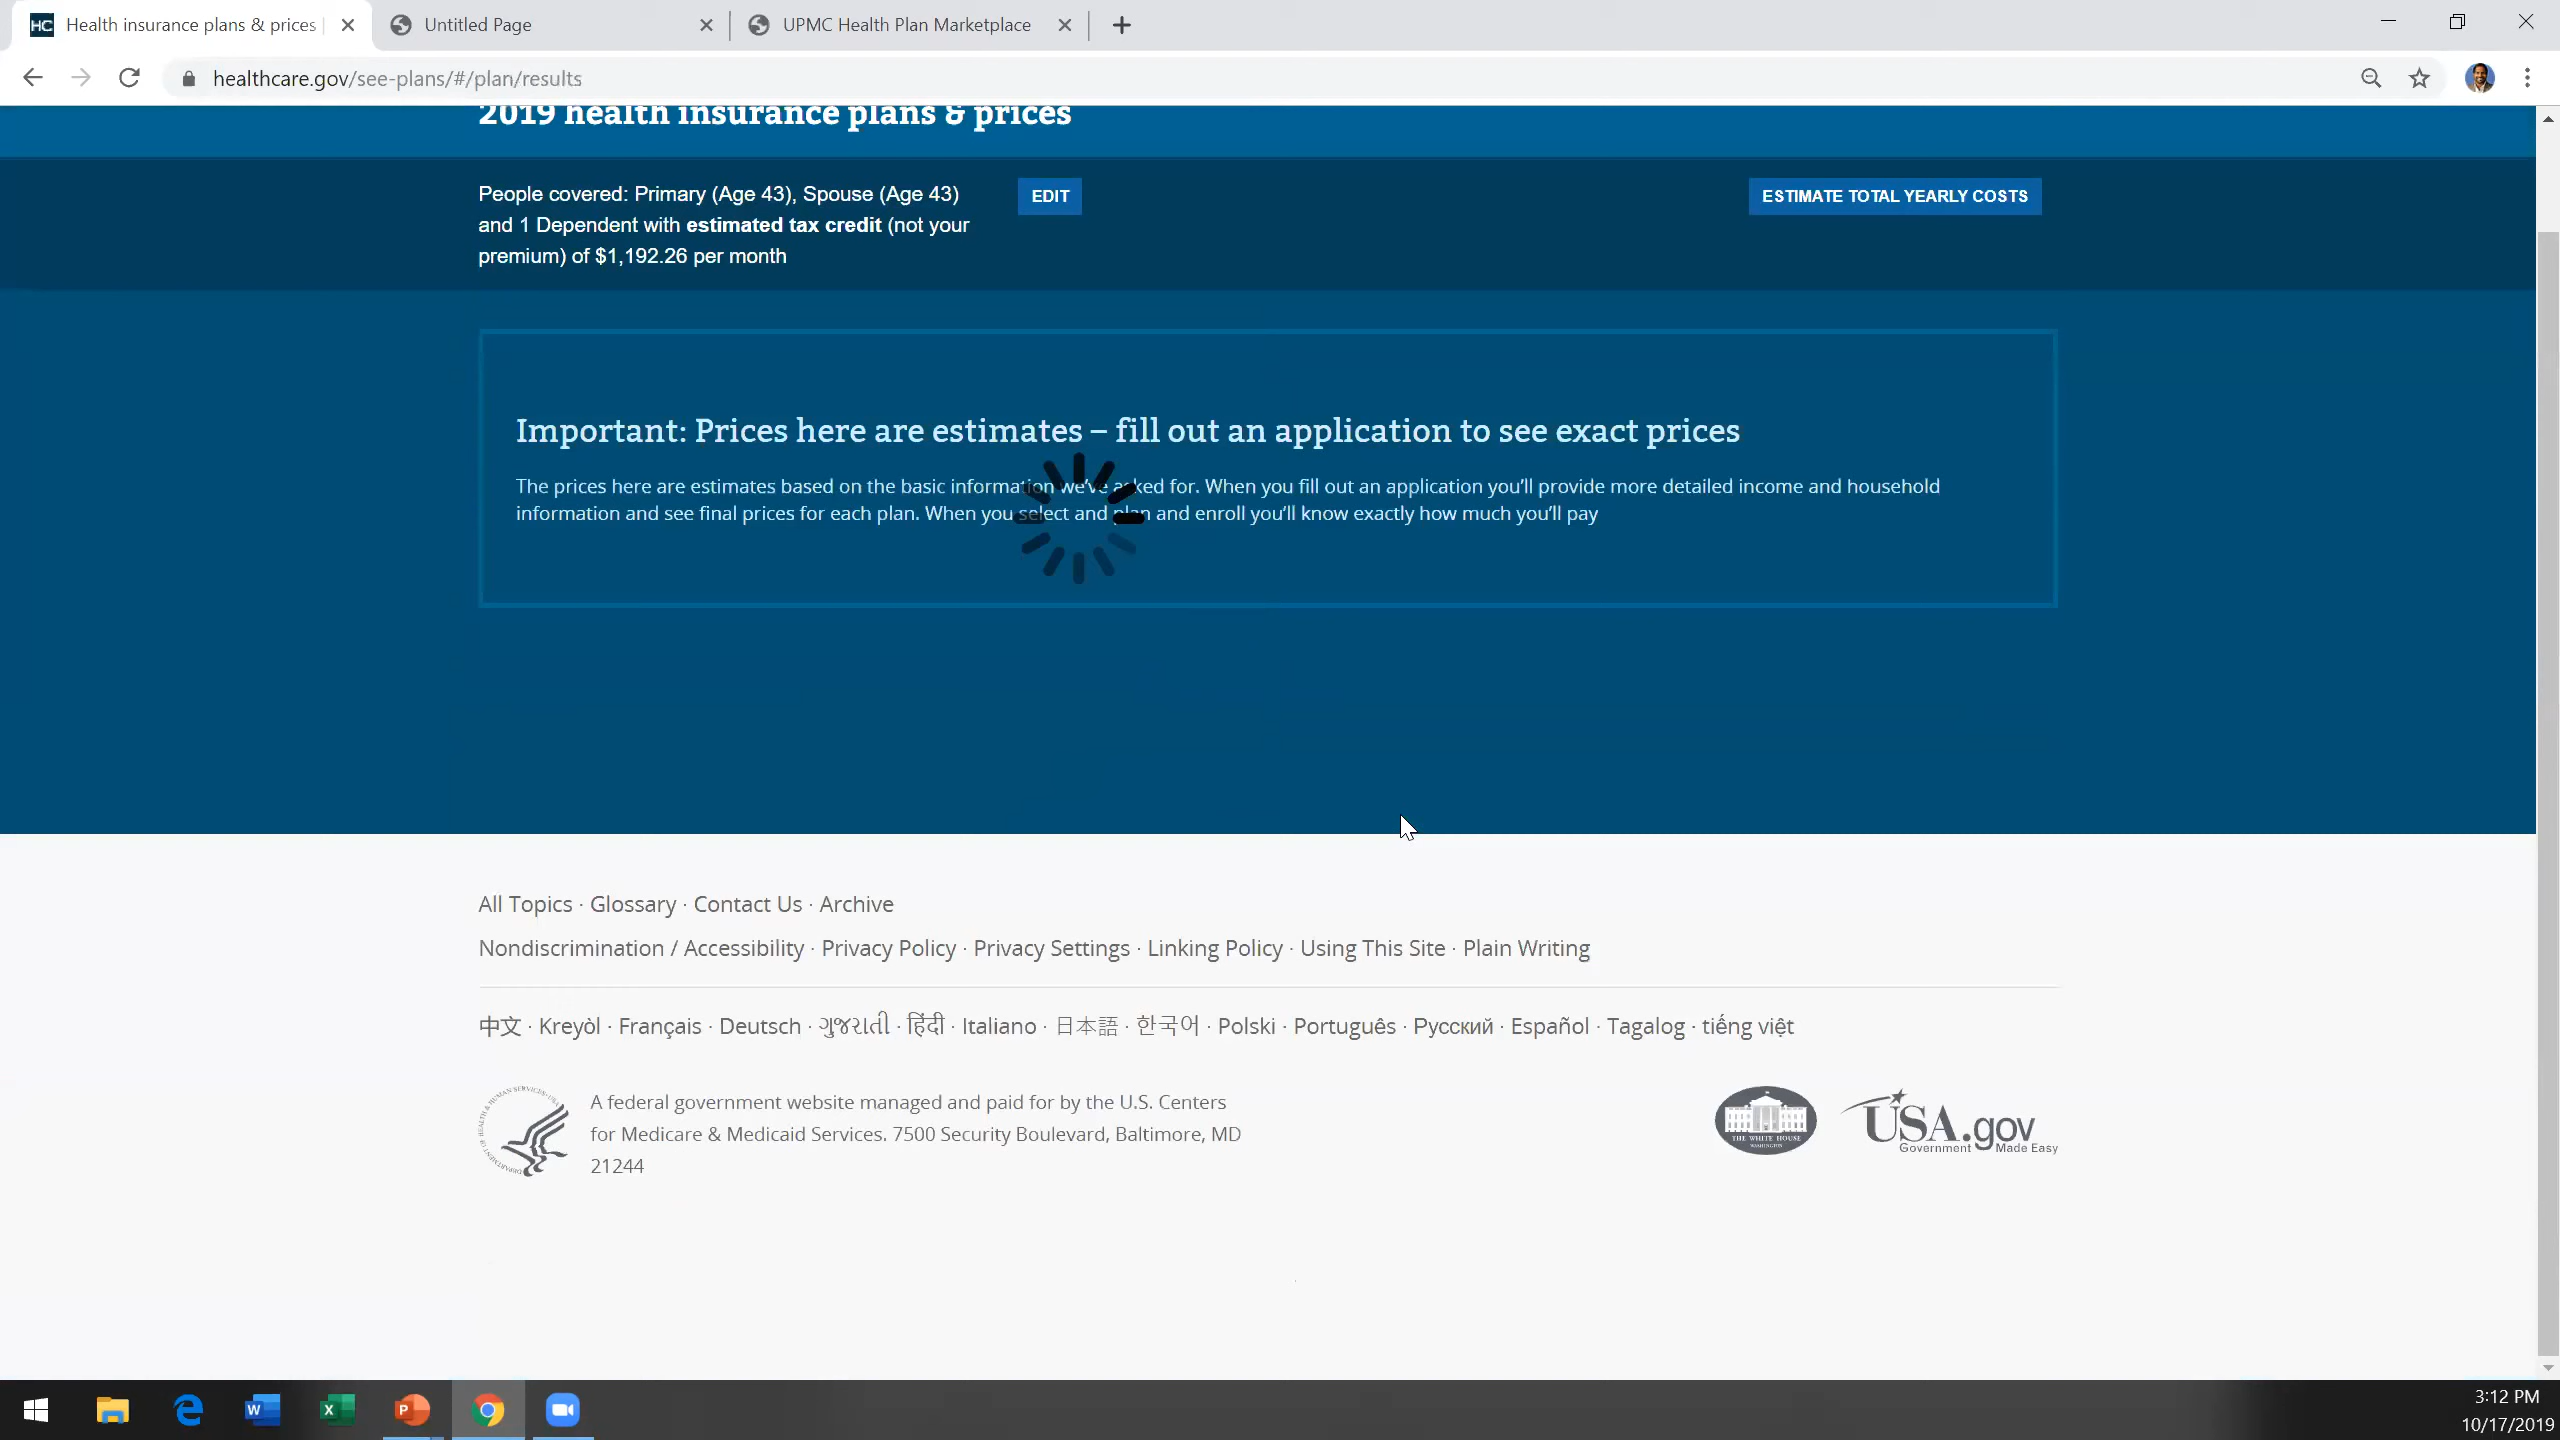 Health insurance plans & prices |
Untitled Page
UPMC Health Plan Marketplace
healthcare.gov/see-plans/#/plan/results
2019 health insurance plans & prices
People covered: Primary (Age 43), Spouse (Age 43)
and 1 Dependent with estimated tax credit (not your
premium) of $1,192.26 per month
EDIT
ESTIMATE TOTAL YEARLY COSTS
Important: Prices here are estimates – fill out an application to see exact prices
The prices here are estimates based on the basic information we've asked for. When you fill out an application you'll provide more detailed income and household
information and see final prices for each plan. When you select and plan and enroll you'll know exactly how much you'll pay
All Topics · Glossary · Contact Us · Archive
Nondiscrimination / Accessibility · Privacy Policy · Privacy Settings · Linking Policy · Using This Site · Plain Writing
中文 · Kreyòl · Français · Deutsch · ગુજરાતી · हिंदी · Italiano · 日本語 · 한국어 · Polski · Português · Русский · Español · Tagalog · tiếng việt
A federal government website managed and paid for by the U.S. Centers
for Medicare & Medicaid Services. 7500 Security Boulevard, Baltimore, MD
21244
THE WHITE HOUSE
WASHINGTON
USA.gov
Government Made Easy
3:12 PM
10/17/2019